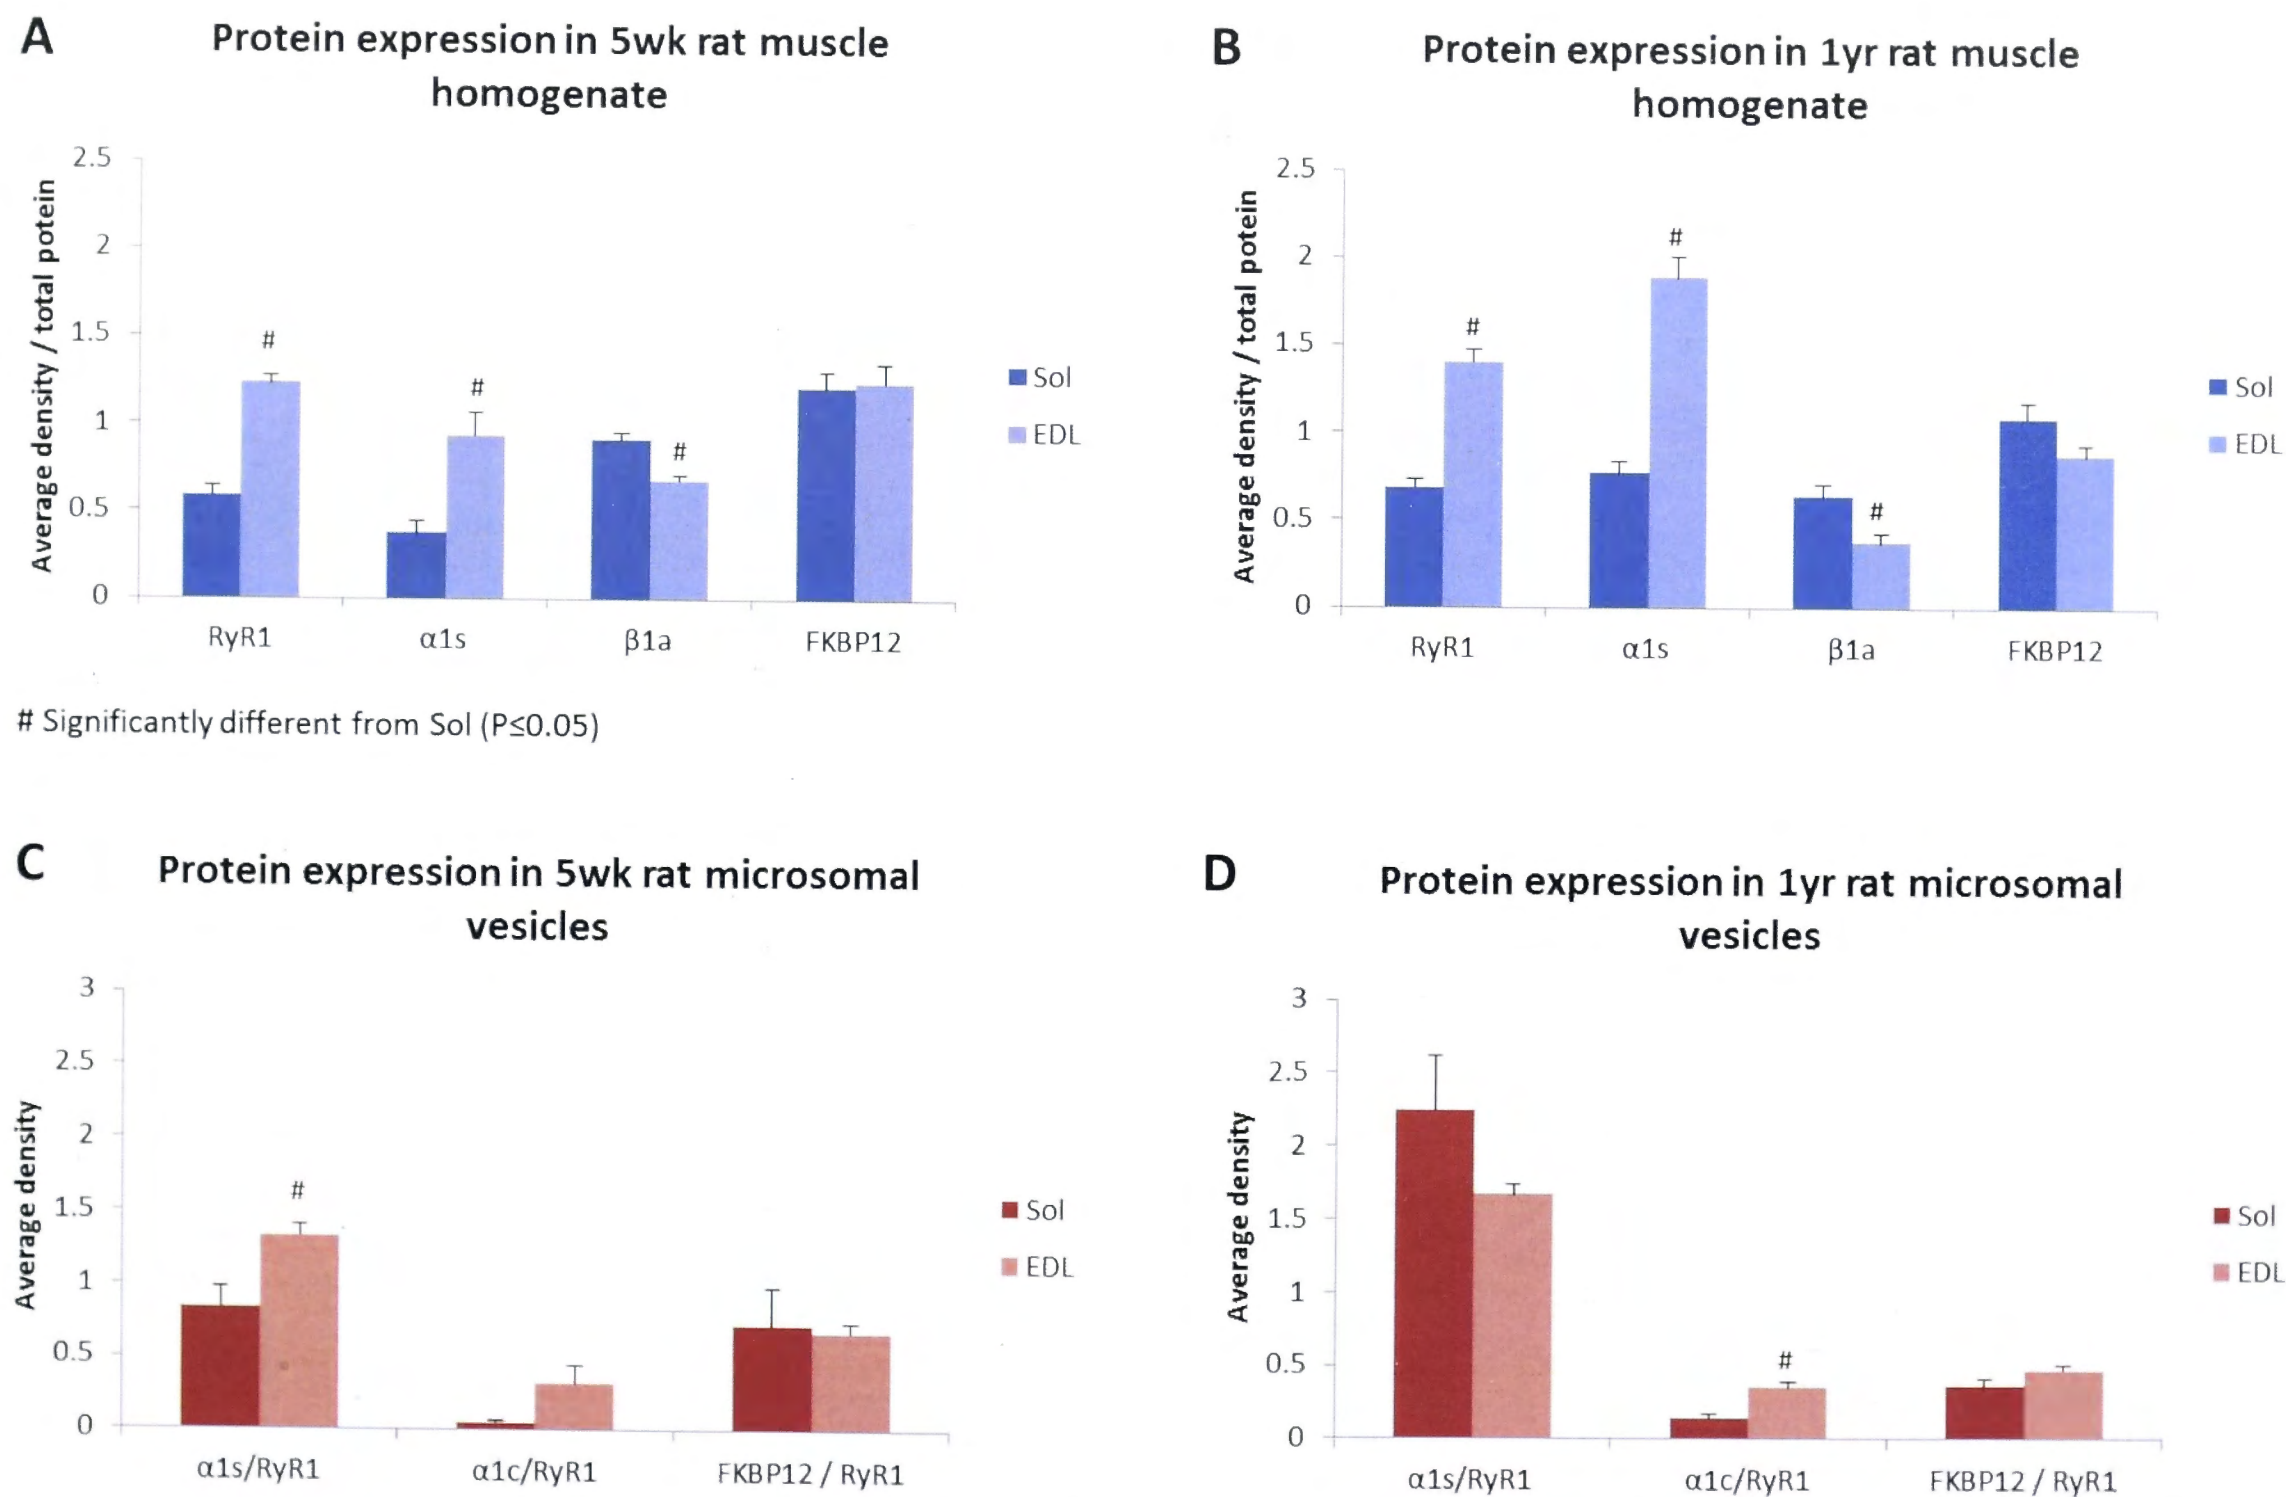 A
Protein expression in 5wk rat muscle
homogenate
Average density / total potein
2.5
2
1.5
1
0.5
0
#
#
#
RyR1
α1s
β1a
FKBP12
Sol
EDL
# Significantly different from Sol (P≤0.05)
B
Protein expression in 1yr rat muscle
homogenate
Average density / total potein
2.5
2
1.5
1
0.5
0
#
#
#
RyR1
α1s
β1a
FKBP12
Sol
EDL
C
Protein expression in 5wk rat microsomal
vesicles
Average density
3
2.5
2
1.5
1
0.5
0
#
α1s/RyR1
α1c/RyR1
FKBP12 / RyR1
Sol
EDL
D
Protein expression in 1yr rat microsomal
vesicles
Average density
3
2.5
2
1.5
1
0.5
0
#
α1s/RyR1
α1c/RyR1
FKBP12 / RyR1
Sol
EDL